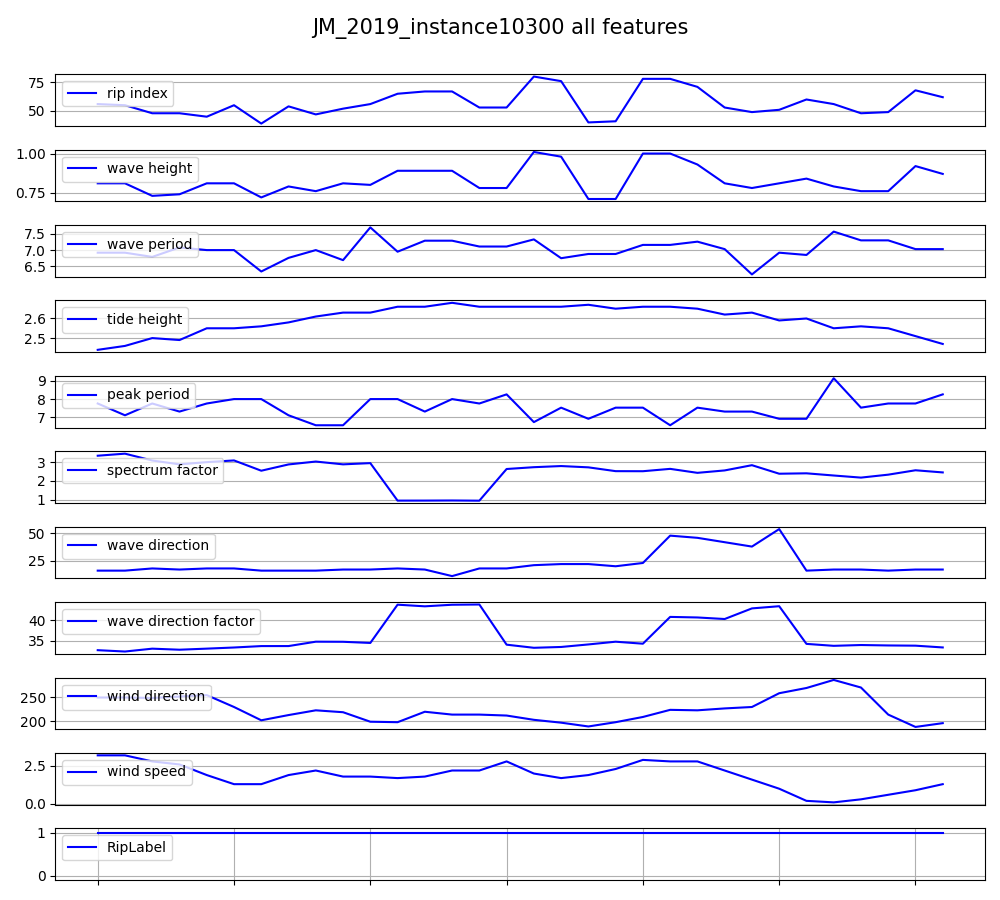 JM_2019_instance10300 all features
75
50
rip index
1.00
0.75
wave height
7.5
7.0
6.5
wave period
2.6
2.5
tide height
9
8
7
peak period
3
2
1
spectrum factor
50
25
wave direction
40
35
wave direction factor
250
200
wind direction
2.5
0.0
wind speed
1
0
RipLabel